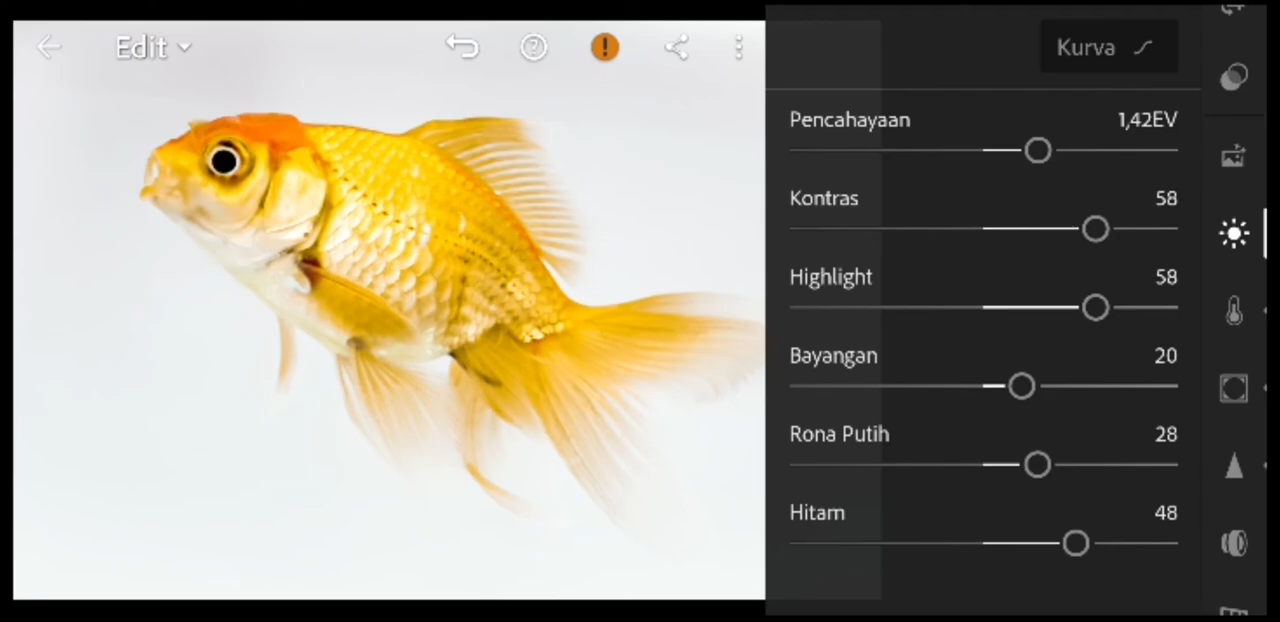 Edit
Kurva
Pencahayaan 1,42EV
Kontras 58
Highlight 58
Bayangan 20
Rona Putih 28
Hitam 48